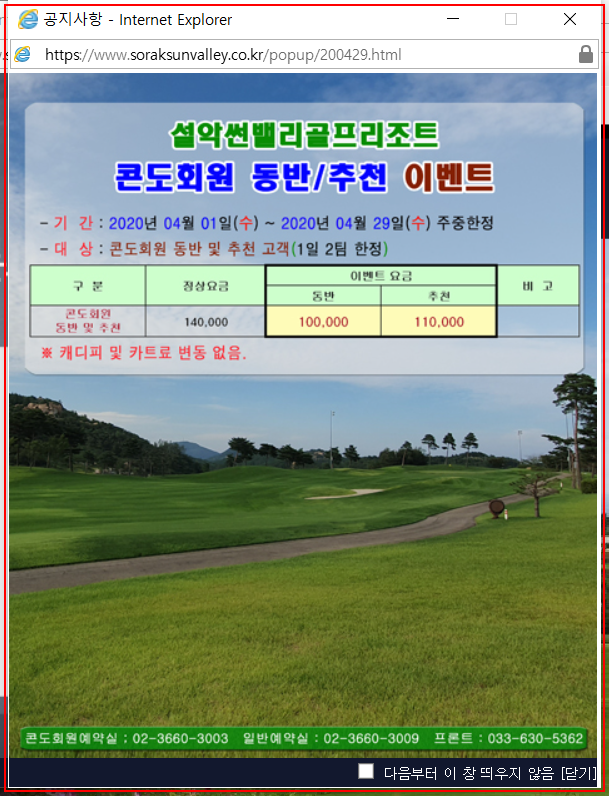 공지사항 - Internet Explorer
https://www.soraksunvalley.co.kr/popup/200429.html
설악썬밸리골프리조트
콘도회원 동반/추천 이벤트
- 기 간 : 2020년 04월 01일(수) ~ 2020년 04월 29일(수) 주중한정
- 대 상 : 콘도회원 동반 및 추천 고객(1일 2팀 한정)
구 분 정상요금 이벤트 요금 비 고
동반 추천
콘도회원
동반 및 추천 140,000 100,000 110,000
※ 캐디피 및 카트료 변동 없음.
콘도회원예약실 : 02-3660-3003 일반예약실 : 02-3660-3009 프론트 : 033-630-5362
다음부터 이 창 띄우지 않음 [닫기]